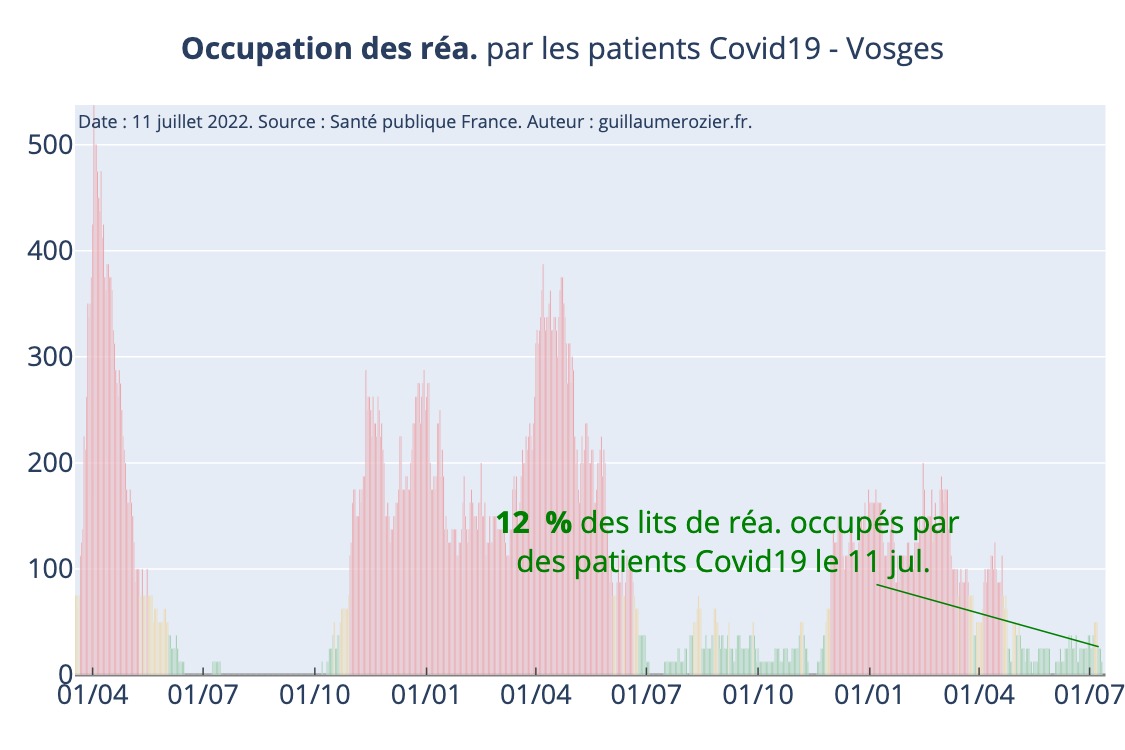 Occupation des réa. par les patients Covid19 - Vosges
Date : 11 juillet 2022. Source : Santé publique France. Auteur : guillaumerozier.fr.
500
400
300
200
12 % des lits de réa. occupés par
des patients Covid19 le 11 jul.
100
0
01/04 01/07 01/10 01/01 01/04 01/07 01/10 01/01 01/04 01/07